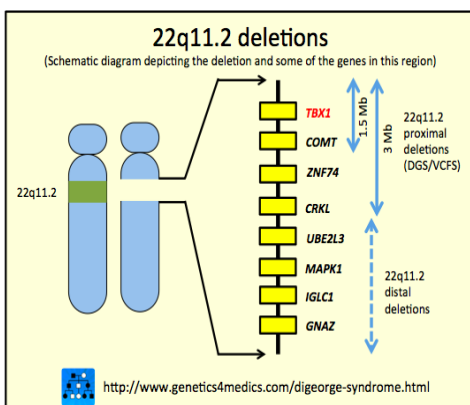 22q11.2 deletions
(Schematic diagram depicting the deletion and some of the genes in this region)
22q11.2
TBX1
COMT
ZNF74
CRKL
UBE2L3
MAPK1
IGLC1
GNAZ
1.5 Mb
3 Mb
22q11.2
proximal
deletions
(DGS/VCFS)
22q11.2
distal
deletions
http://www.genetics4medics.com/digeorge-syndrome.html